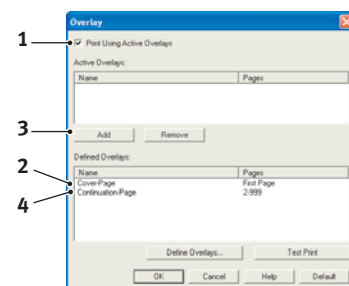 Overlay
1
Print Using Active Overlays
Active Overlays:
Name Pages
3
Add Remove
Defined Overlays:
2
Name Pages
Cover-Page First Page
4
Continuation-Page 2-999
Define Overlays... Test Print
OK Cancel Help Default